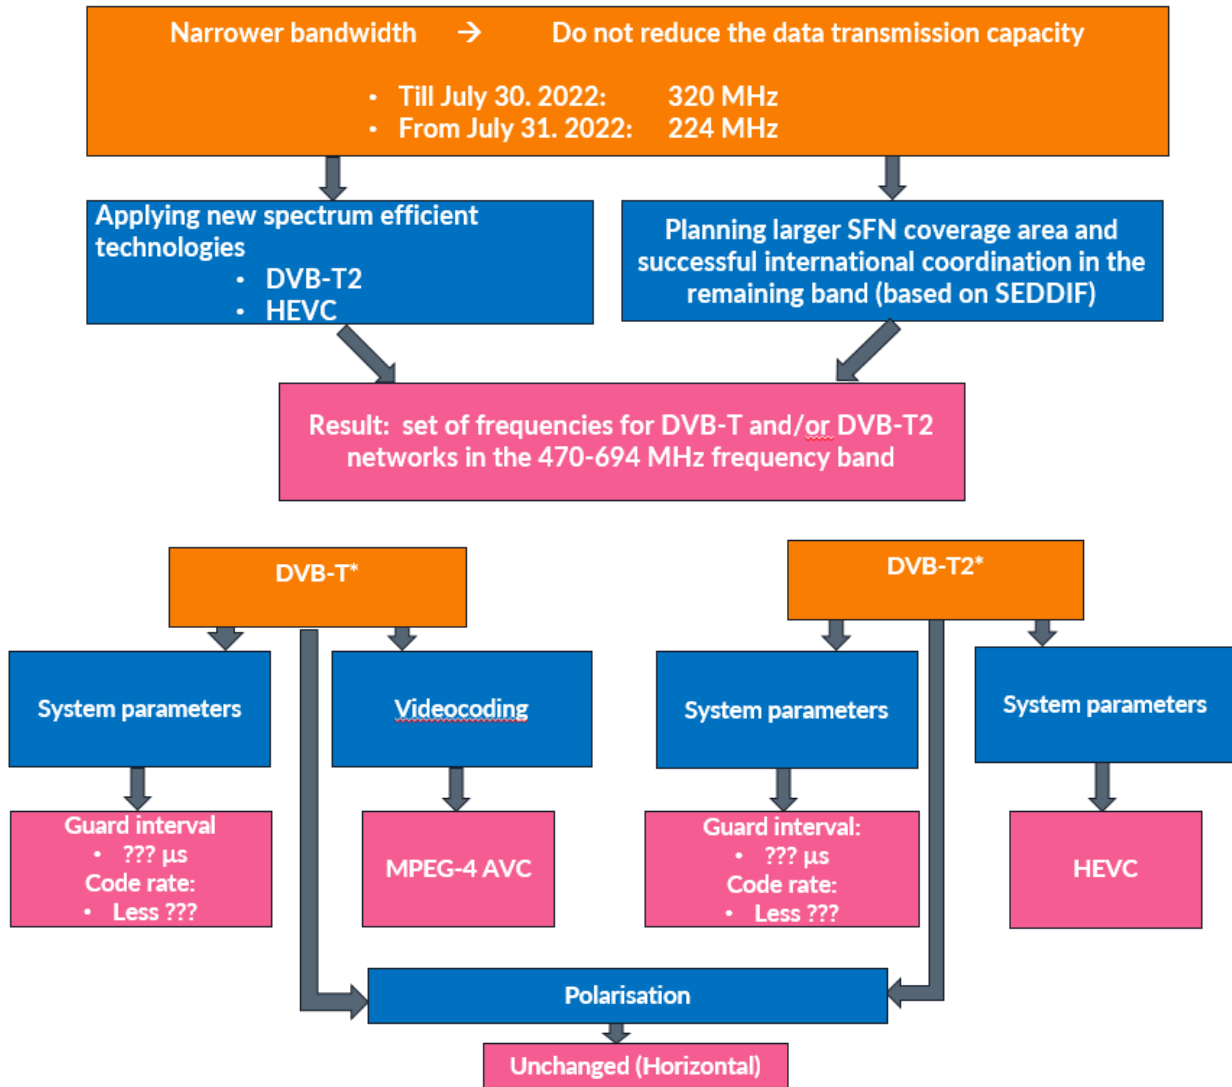 Narrower bandwidth → Do not reduce the data transmission capacity
• Till July 30. 2022: 320 MHz
• From July 31. 2022: 224 MHz
Applying new spectrum efficient
technologies
• DVB-T2
• HEVC
Planning larger SFN coverage area and
successful international coordination in the
remaining band (based on SEDDIF)
Result: set of frequencies for DVB-T and/or DVB-T2
networks in the 470-694 MHz frequency band
DVB-T*
DVB-T2*
System parameters
Videocoding
System parameters
System parameters
Guard interval
• ??? µs
Code rate:
• Less ???
MPEG-4 AVC
Guard interval:
• ??? µs
Code rate:
• Less ???
HEVC
Polarisation
Unchanged (Horizontal)